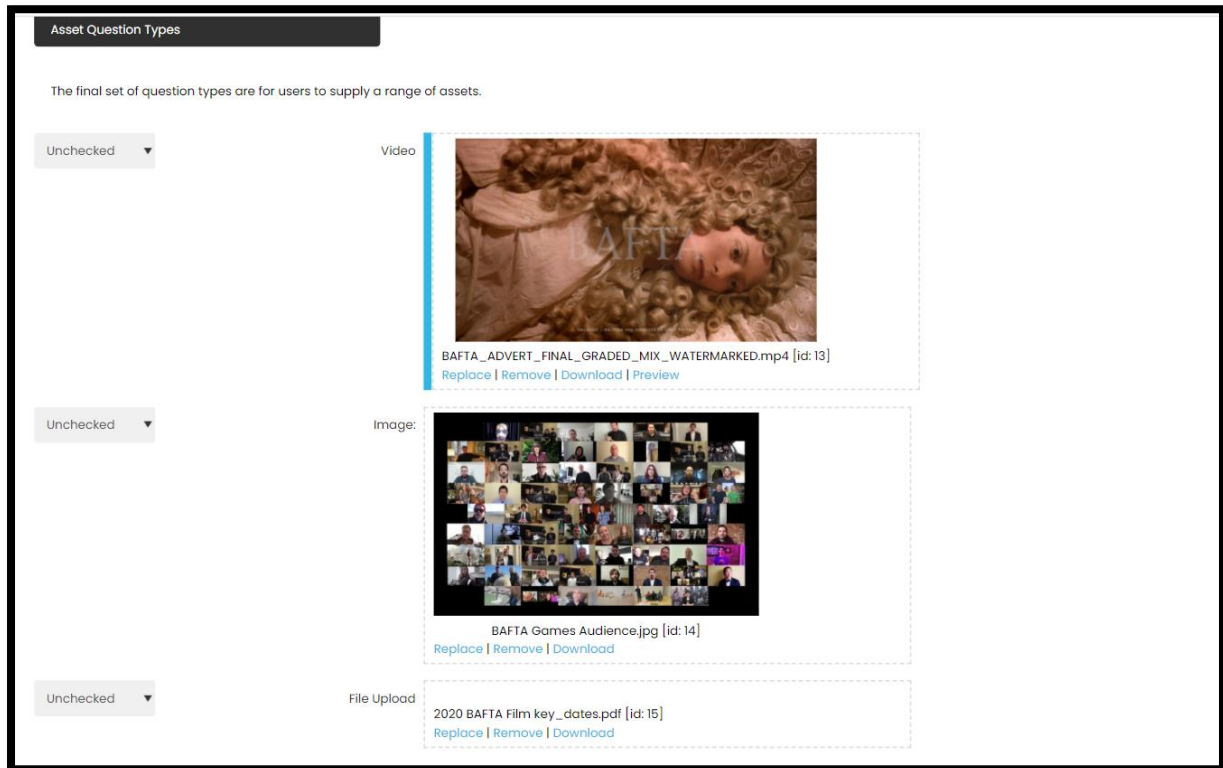 Asset Question Types
The final set of question types are for users to supply a range of assets.
Unchecked
Video
BAFTA
BAFTA_ADVERT_FINAL_GRADED_MIX_WATERMARKED.mp4 [id: 13]
Replace | Remove | Download | Preview
Unchecked
Image:
BAFTA Games Audience.jpg [id: 14]
Replace | Remove | Download
Unchecked
File Upload
2020 BAFTA Film key_dates.pdf [id: 15]
Replace | Remove | Download